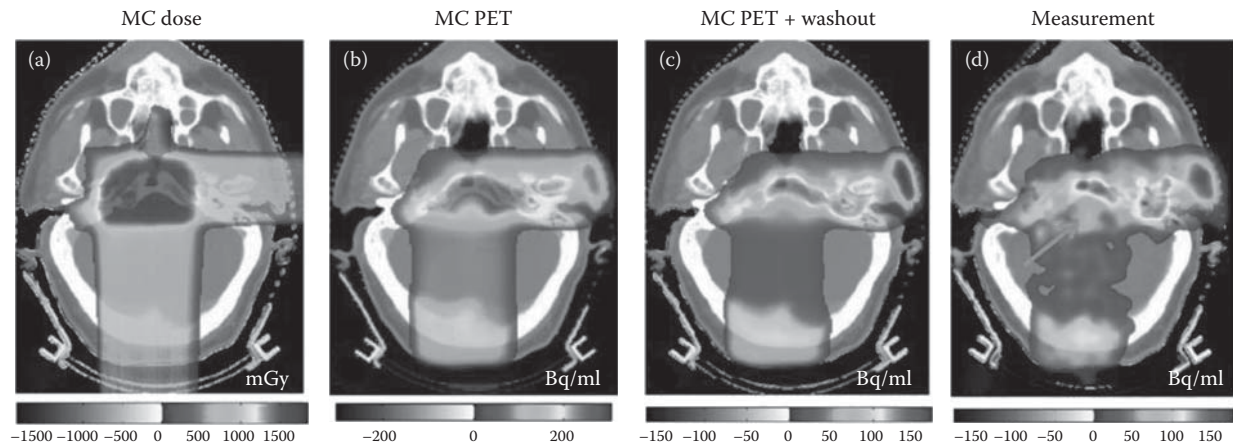 MC dose MC PET MC PET + washout Measurement
(a) (b) (c) (d)
mGy Bq/ml Bq/ml Bq/ml
−1500 −1000 −500 0 500 1000 1500 −200 0 200 −150 −100 −50 0 50 100 150 −150 −100 −50 0 50 100 150